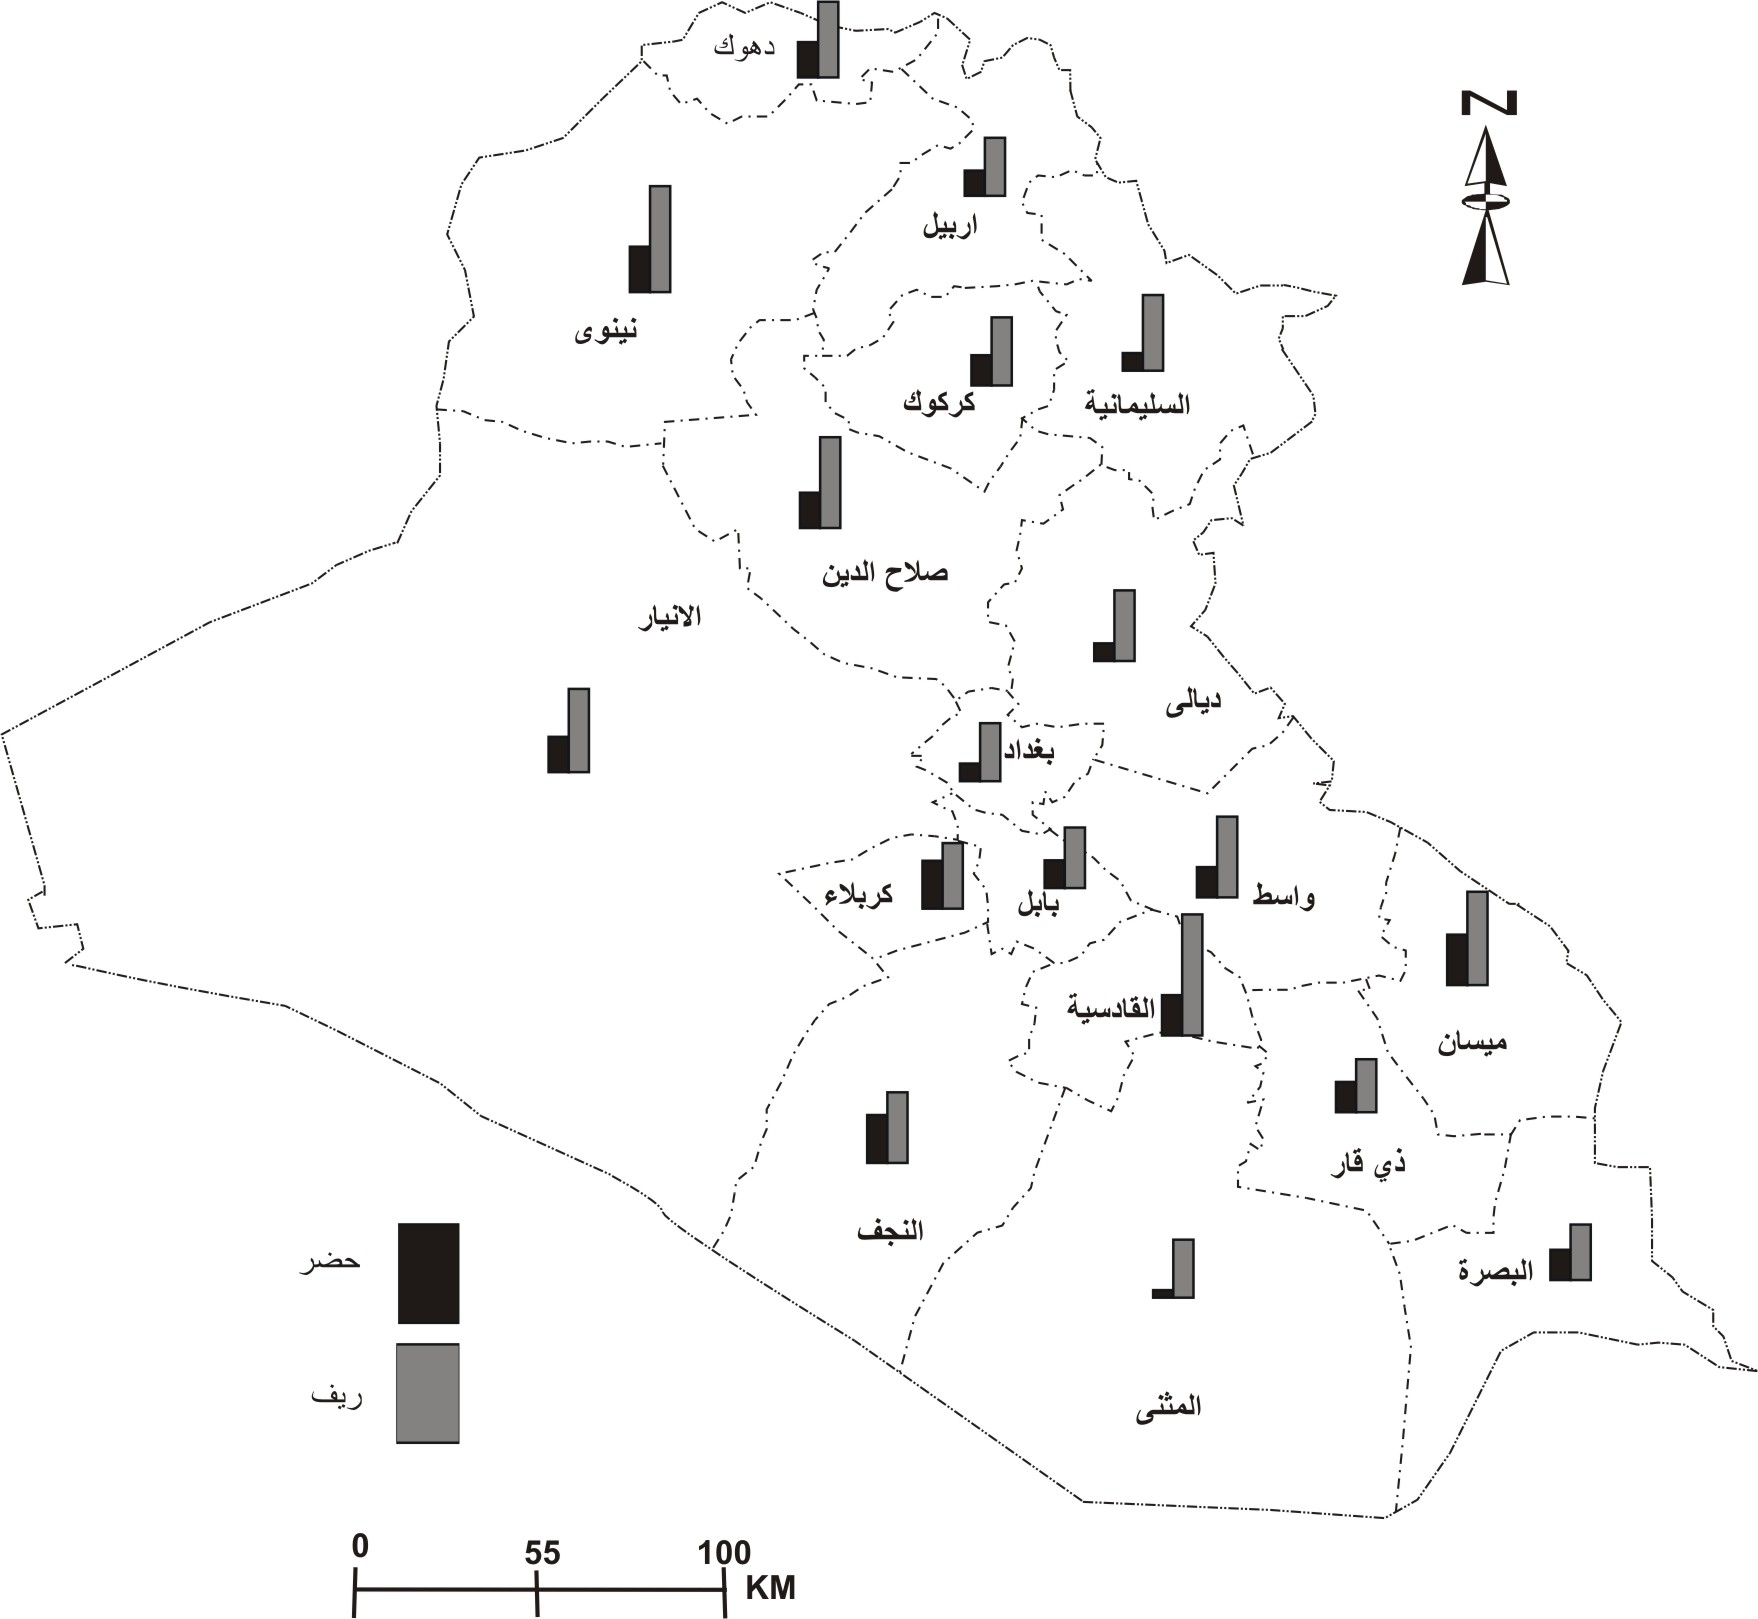 دهوك
N
اربيل
نينوى
كركوك
السليمانية
صلاح الدين
الانبار
ديالى
بغداد
كربلاء
بابل
واسط
القادسية
ميسان
ذي قار
النجف
البصرة
حضر
ريف
المثنى
0 55 100
KM